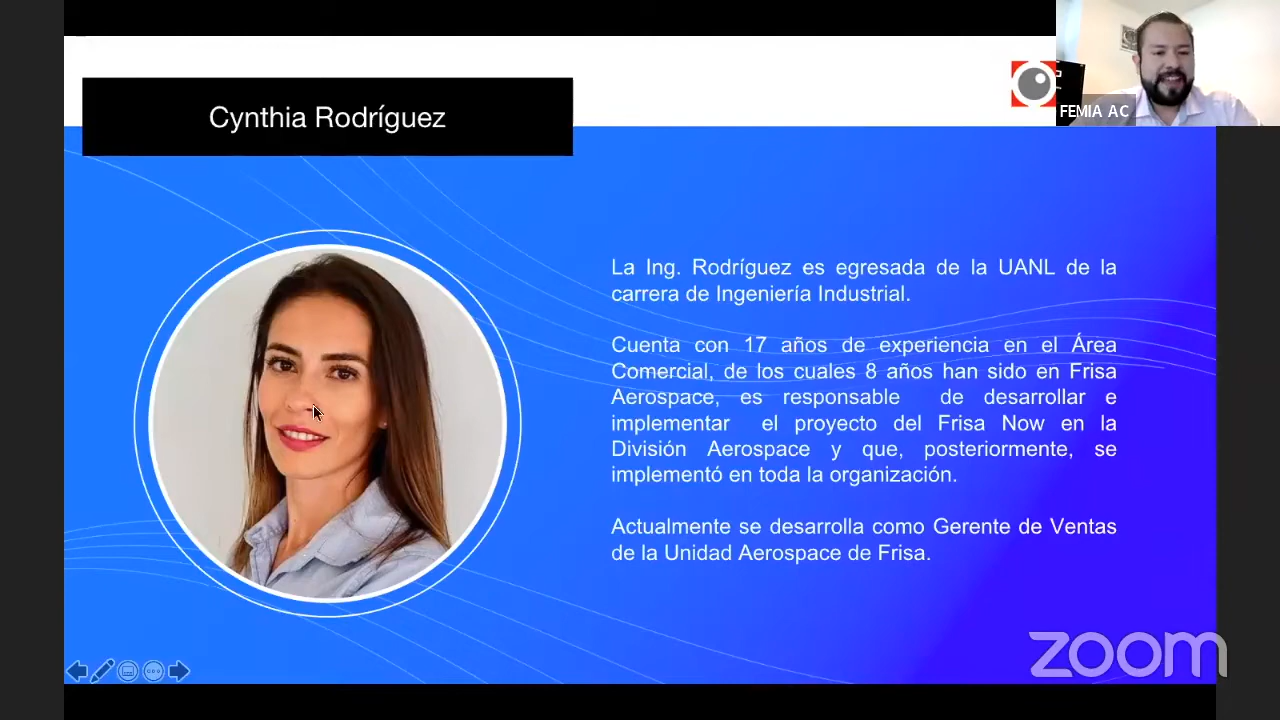 Cynthia Rodríguez
FEMIA AC
La Ing. Rodríguez es egresada de la UANL de la
carrera de Ingeniería Industrial.
Cuenta con 17 años de experiencia en el Área
Comercial, de los cuales 8 años han sido en Frisa
Aerospace, es responsable de desarrollar e
implementar el proyecto del Frisa Now en la
División Aerospace y que, posteriormente, se
implementó en toda la organización.
Actualmente se desarrolla como Gerente de Ventas
de la Unidad Aerospace de Frisa.
zoom